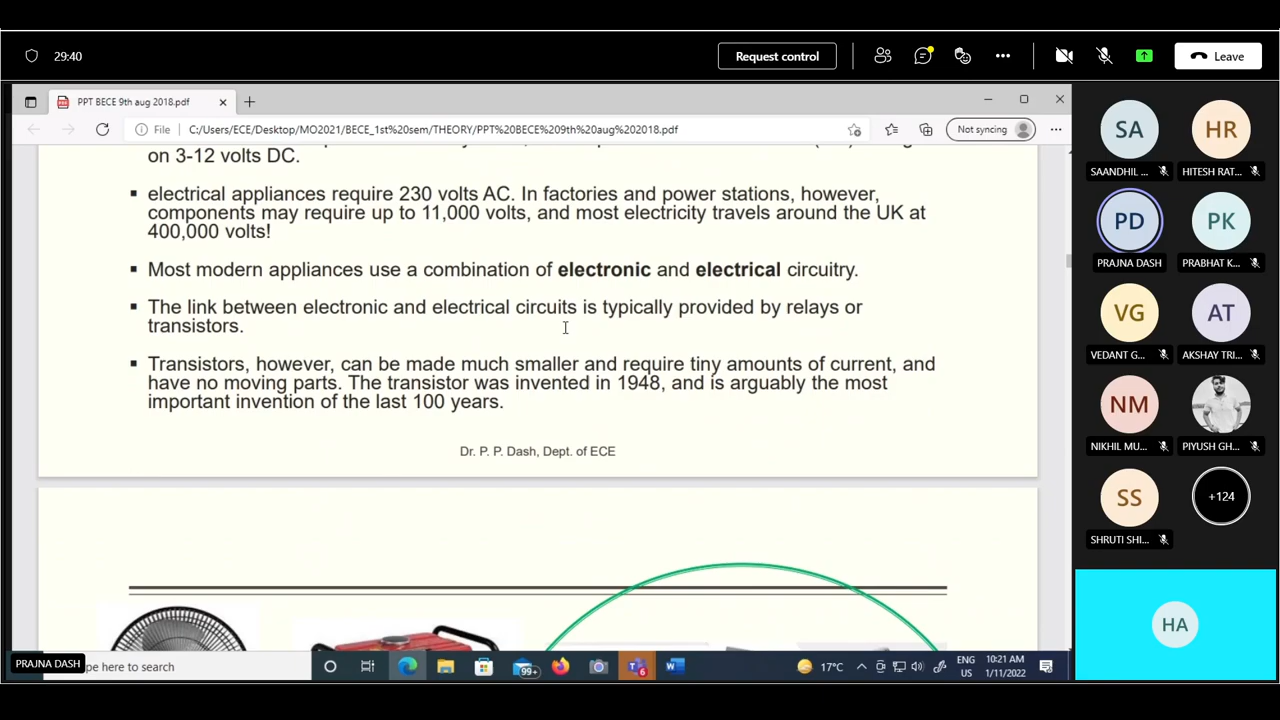 29:40
Request control
Leave
PPT BECE 9th aug 2018.pdf
File
C:/Users/ECE/Desktop/MO2021/BECE_1st%20sem/THEORY/PPT%20BECE%209th%20aug%202018.pdf
Not syncing
on 3-12 volts DC.
▪ electrical appliances require 230 volts AC. In factories and power stations, however,
components may require up to 11,000 volts, and most electricity travels around the UK at
400,000 volts!
▪ Most modern appliances use a combination of electronic and electrical circuitry.
▪ The link between electronic and electrical circuits is typically provided by relays or
transistors.
▪ Transistors, however, can be made much smaller and require tiny amounts of current, and
have no moving parts. The transistor was invented in 1948, and is arguably the most
important invention of the last 100 years.
Dr. P. P. Dash, Dept. of ECE
SA
HR
SAANDHIL ...
HITESH RAT...
PD
PK
PRAJNA DASH
PRABHAT K...
VG
AT
VEDANT G...
AKSHAY TRI...
NM
NIKHIL MU...
PIYUSH GH...
SS
+124
SHRUTI SHI...
HA
PRAJNA DASH
pe here to search
99+
6
17°C
ENG
US
10:21 AM
1/11/2022